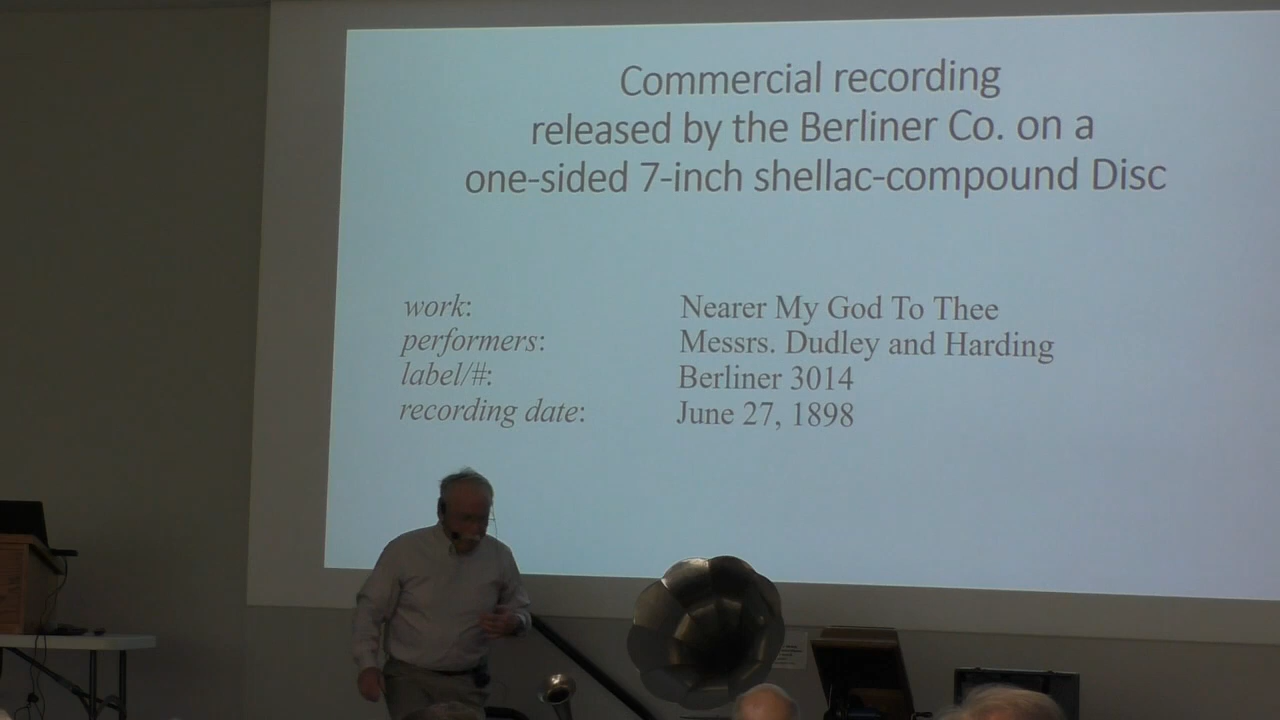 Commercial recording
released by the Berliner Co. on a
one-sided 7-inch shellac-compound Disc
work: Nearer My God To Thee
performers: Messrs. Dudley and Harding
label/#: Berliner 3014
recording date: June 27, 1898